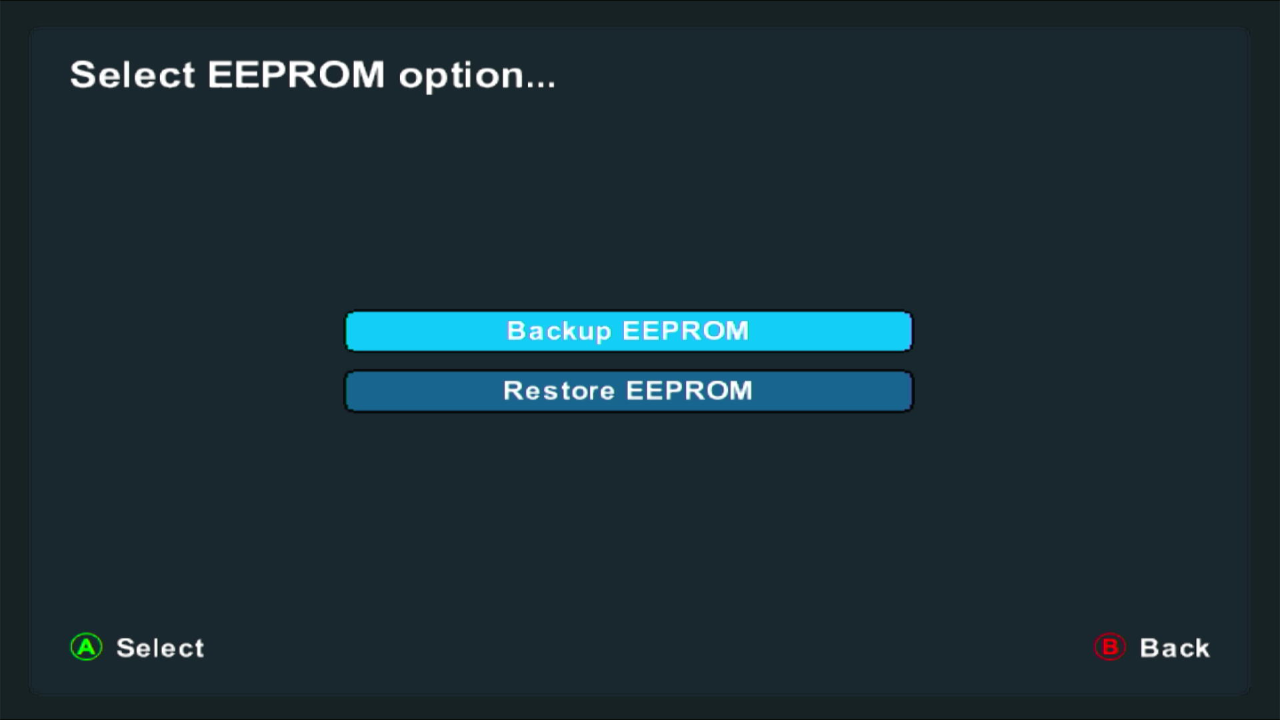 Select EEPROM option...
Backup EEPROM
Restore EEPROM
A Select
B Back